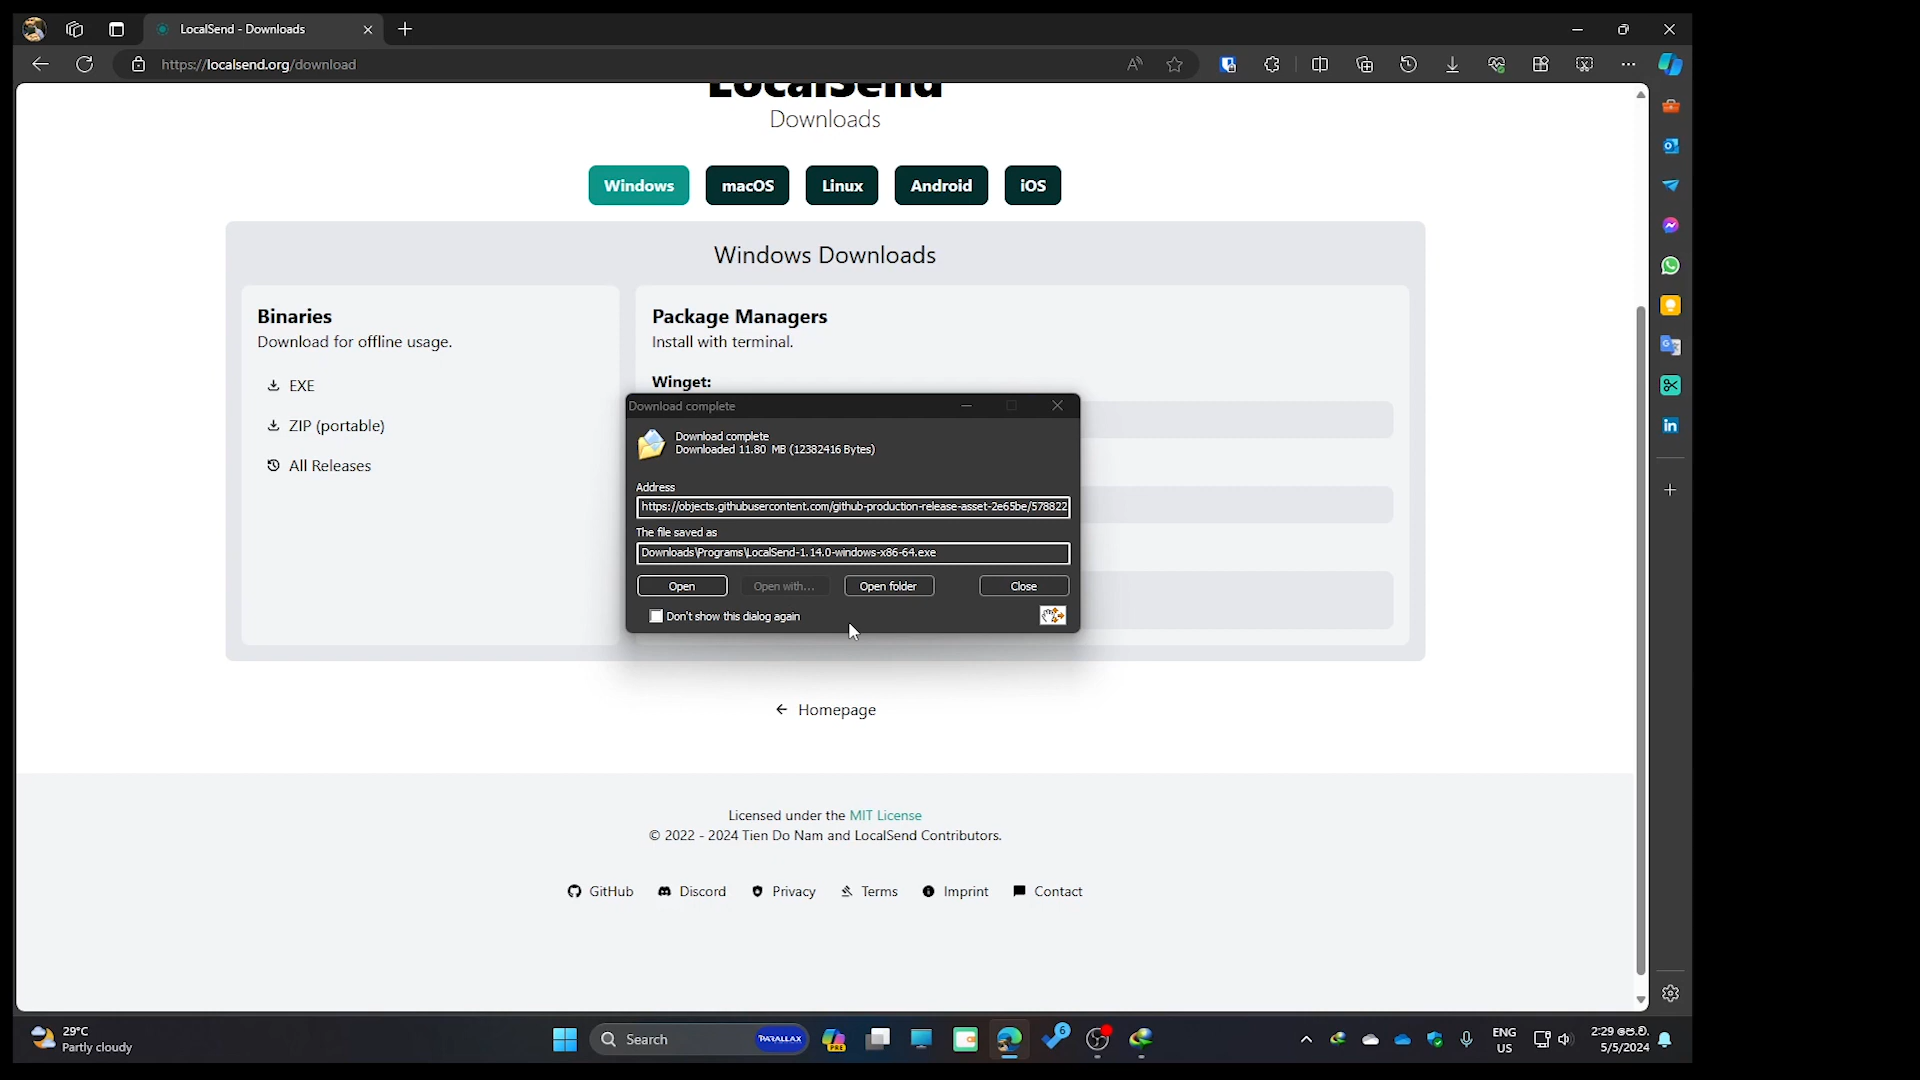 LocalSend - Downloads
https://localsend.org/download
LocalSend
Downloads
Windows
macOS
Linux
Android
iOS
Windows Downloads
Binaries
Download for offline usage.
EXE
ZIP (portable)
All Releases
Package Managers
Install with terminal.
Winget:
Download complete
Download complete
Downloaded 11.80 MB (12382416 Bytes)
Address
https://objects.githubusercontent.com/github-production-release-asset-2e65be/578822
The file saved as
Downloads\Programs\LocalSend-1.14.0-windows-x86-64.exe
Open
Open with...
Open folder
Close
Don't show this dialog again
← Homepage
Licensed under the MIT License
© 2022 - 2024 Tien Do Nam and LocalSend Contributors.
GitHub
Discord
Privacy
Terms
Imprint
Contact
29°C
Partly cloudy
Search
PARALLAX
PRE
6
ENG
US
2:29 පෙ.ව.
5/5/2024